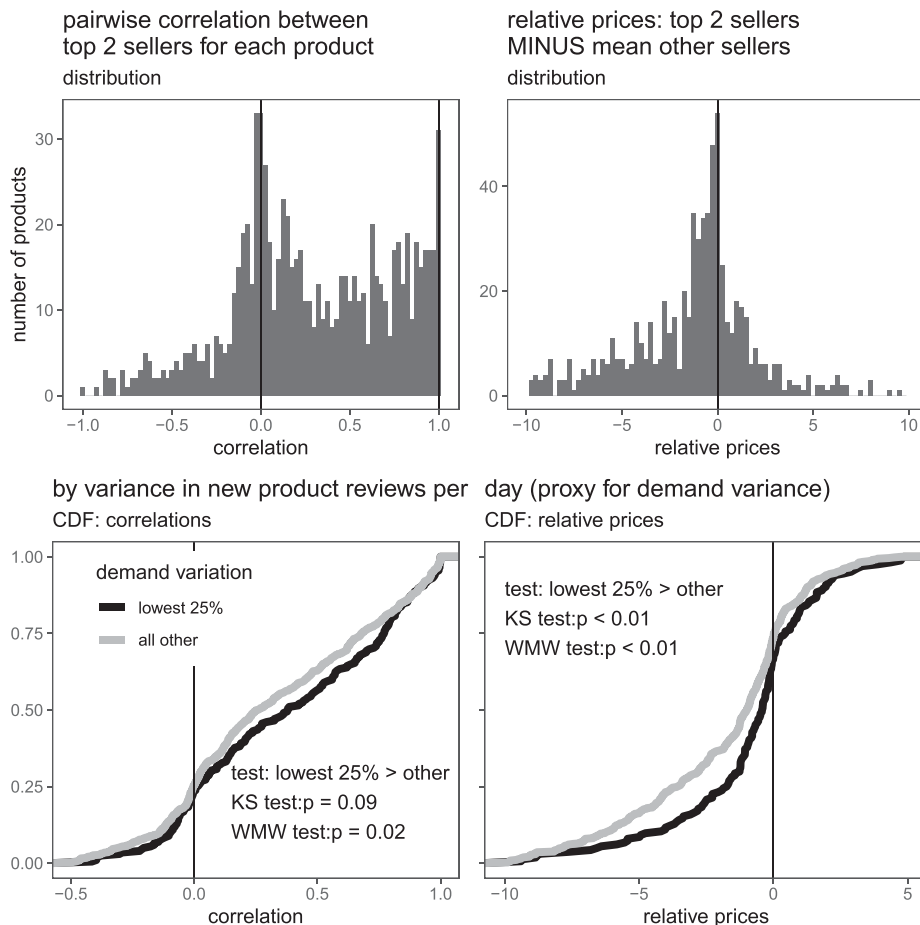 pairwise correlation between
top 2 sellers for each product
distribution
number of products
30
20
10
0
−1.0 −0.5 0 0.5 1.0
correlation
relative prices: top 2 sellers
MINUS mean other sellers
distribution
40
20
0
−10 −5 0 5 10
relative prices
by variance in new product reviews per day (proxy for demand variance)
CDF: correlations
1.00
0.75
0.50
0.25
0.00
demand variation
lowest 25%
all other
test: lowest 25% > other
KS test:p = 0.09
WMW test:p = 0.02
−0.5 0.0 0.5 1.0
correlation
CDF: relative prices
test: lowest 25% > other
KS test:p < 0.01
WMW test:p < 0.01
−10 −5 0 5
relative prices